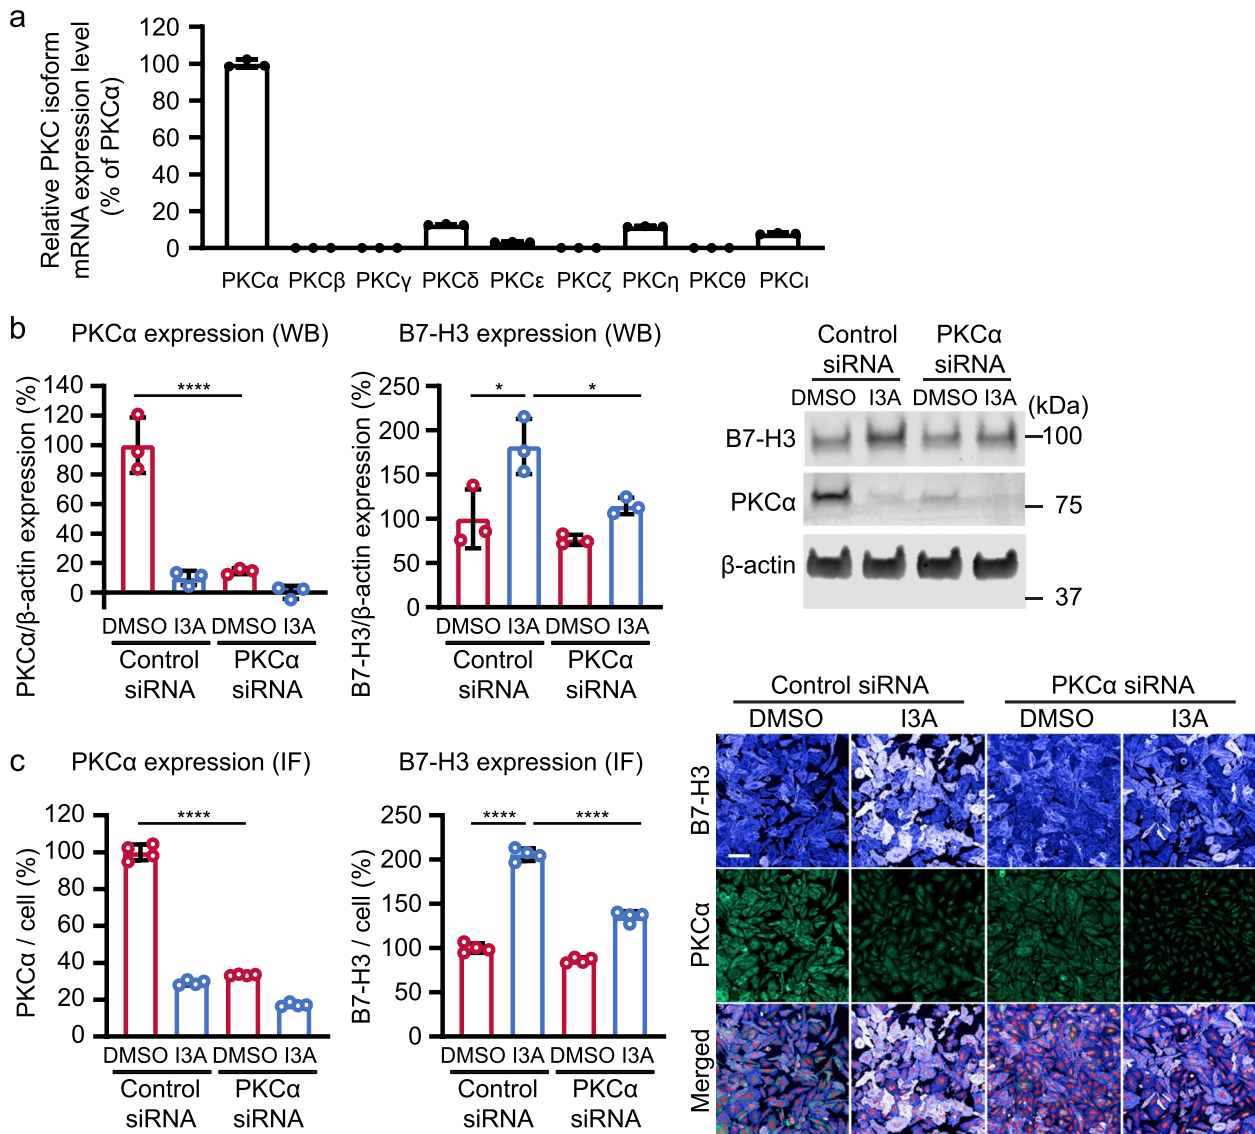 a
Relative PKC isoform
mRNA expression level
(% of PKCα)
120
100
80
60
40
20
0
PKCα PKCβ PKCγ PKCδ PKCε PKCζ PKCη PKCθ PKCι
b
PKCα expression (WB)
PKCα/β-actin expression (%)
140
120
100
80
60
40
20
0
****
DMSO I3A DMSO I3A
Control siRNA
PKCα siRNA
B7-H3 expression (WB)
B7-H3/β-actin expression (%)
250
200
150
100
50
0
* *
DMSO I3A DMSO I3A
Control siRNA
PKCα siRNA
Control siRNA
PKCα siRNA
DMSO I3A DMSO I3A
(kDa)
B7-H3
100
PKCα
75
β-actin
37
c
PKCα expression (IF)
PKCα / cell (%)
120
100
80
60
40
20
0
****
DMSO I3A DMSO I3A
Control siRNA
PKCα siRNA
B7-H3 expression (IF)
B7-H3 / cell (%)
250
200
150
100
50
0
**** ****
DMSO I3A DMSO I3A
Control siRNA
PKCα siRNA
Control siRNA PKCα siRNA
DMSO I3A DMSO I3A
B7-H3
PKCα
Merged